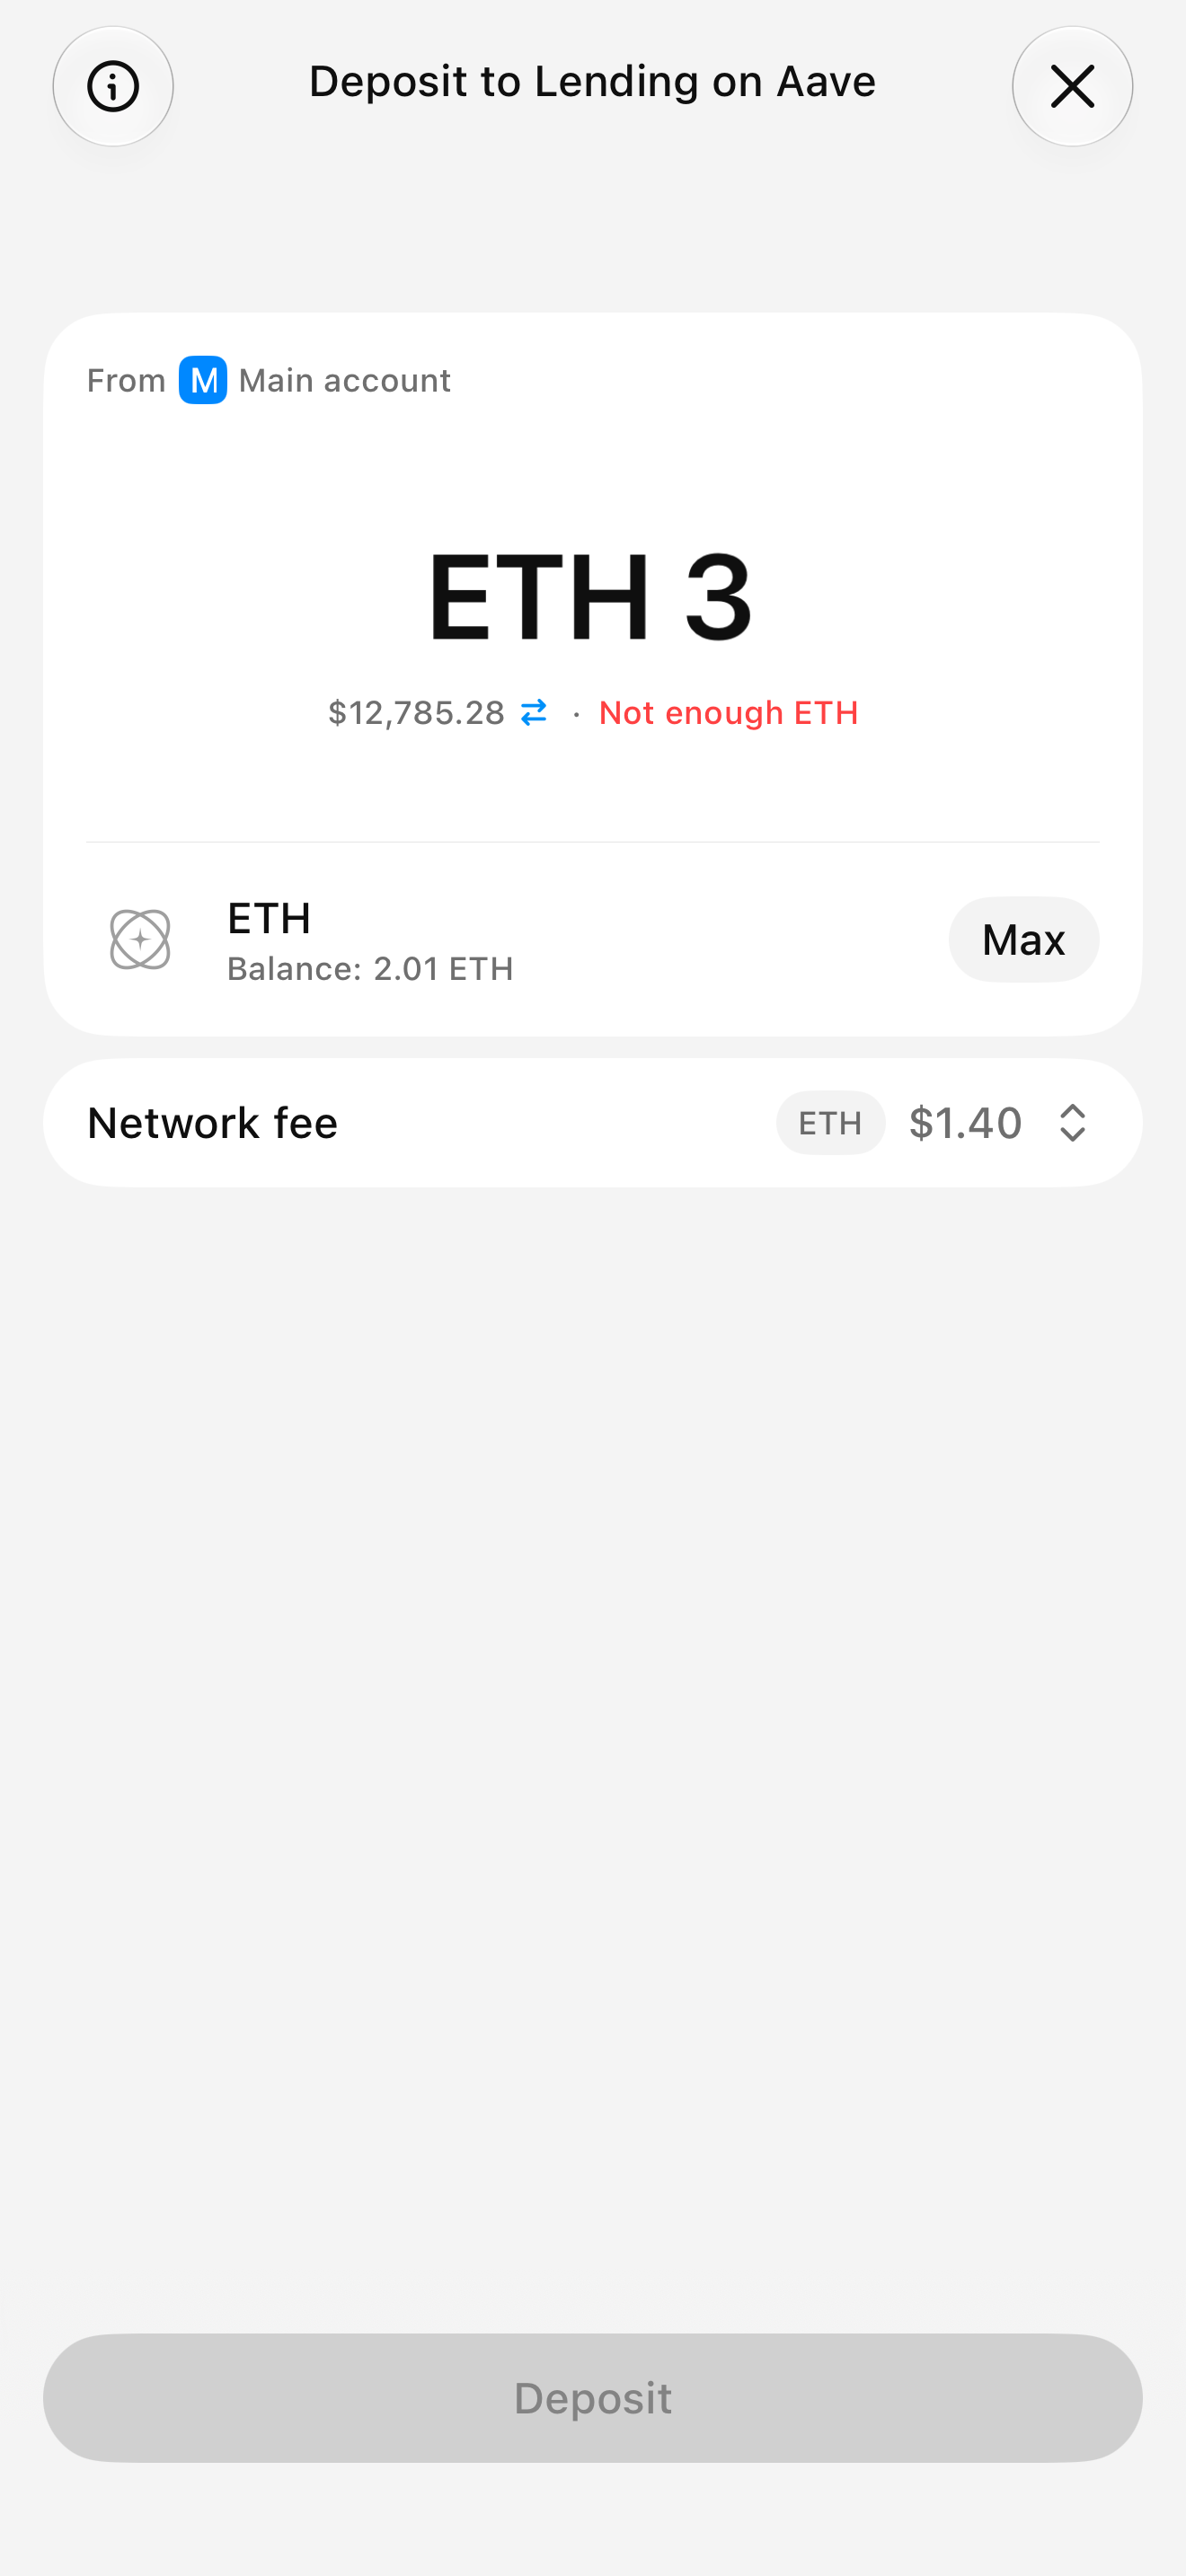 Deposit to Lending on Aave
From M Main account
ETH 3
$12,785.28 · Not enough ETH
ETH
Balance: 2.01 ETH
Max
Network fee ETH $1.40
Deposit